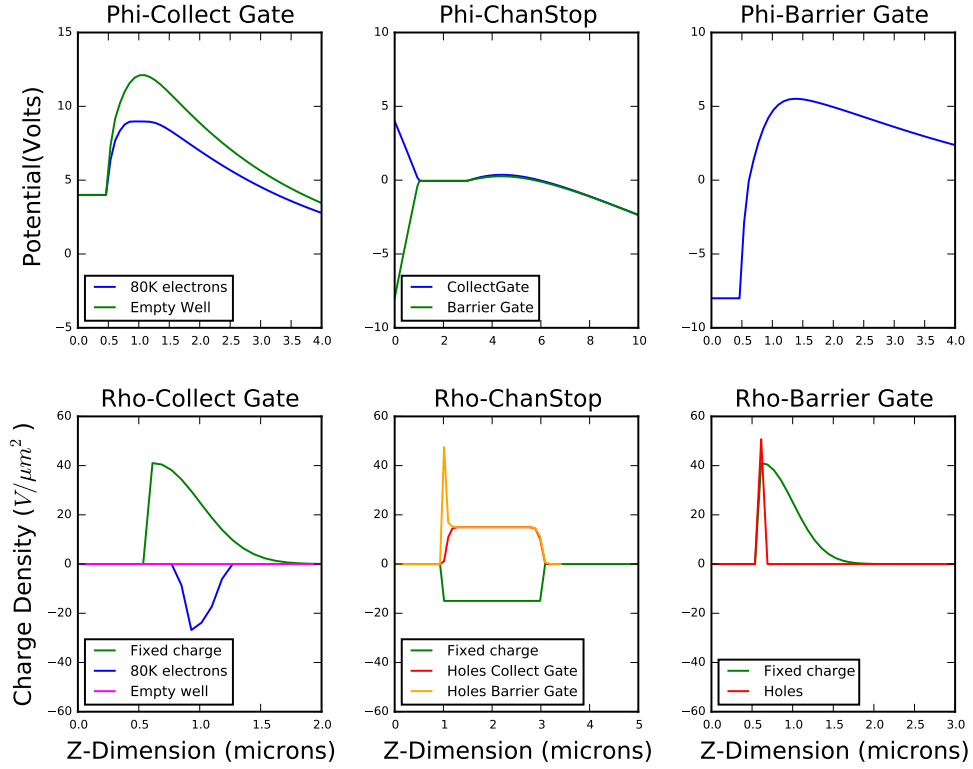 Phi-Collect Gate
Phi-ChanStop
Phi-Barrier Gate
Potential(Volts)
15
10
5
0
−5
0.0 0.5 1.0 1.5 2.0 2.5 3.0 3.5 4.0
80K electrons
Empty Well
10
5
0
−5
−10
0 2 4 6 8 10
CollectGate
Barrier Gate
10
5
0
−5
−10
0.0 0.5 1.0 1.5 2.0 2.5 3.0 3.5 4.0
Rho-Collect Gate
Rho-ChanStop
Rho-Barrier Gate
Charge Density (V/μm²)
60
40
20
0
−20
−40
−60
0.0 0.5 1.0 1.5 2.0
Fixed charge
80K electrons
Empty well
Z-Dimension (microns)
60
40
20
0
−20
−40
−60
0 1 2 3 4 5
Fixed charge
Holes Collect Gate
Holes Barrier Gate
Z-Dimension (microns)
60
40
20
0
−20
−40
−60
0.0 0.5 1.0 1.5 2.0 2.5 3.0
Fixed charge
Holes
Z-Dimension (microns)